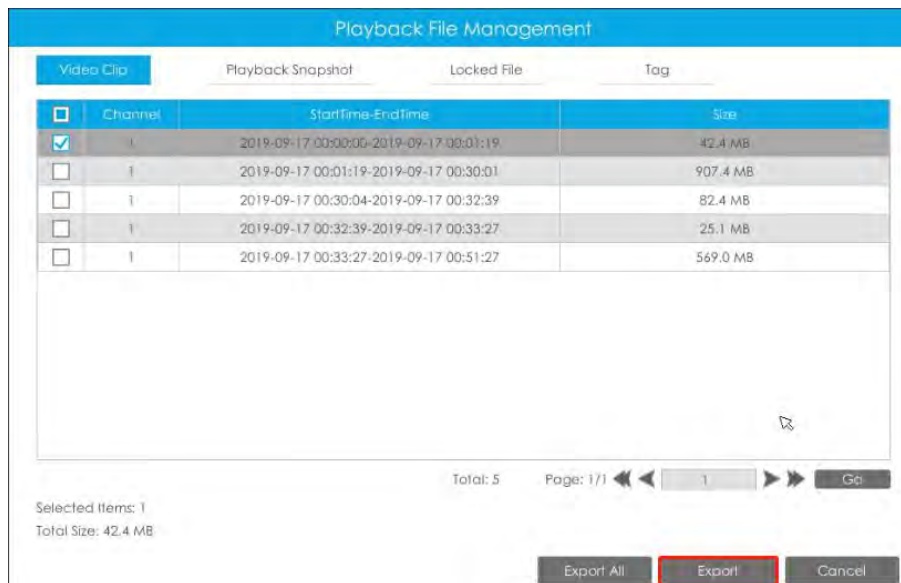 Playback File Management
Video Clip Playback Snapshot Locked File Tag
Channel StartTime-EndTime Size
1 2019-09-17 00:00:00-2019-09-17 00:01:19 42.4 MB
1 2019-09-17 00:01:19-2019-09-17 00:30:01 907.4 MB
1 2019-09-17 00:30:04-2019-09-17 00:32:39 82.4 MB
1 2019-09-17 00:32:39-2019-09-17 00:33:27 25.1 MB
1 2019-09-17 00:33:27-2019-09-17 00:51:27 569.0 MB
Total: 5 Page: 1/1 1 Go
Selected Items: 1
Total Size: 42.4 MB
Export All Export Cancel